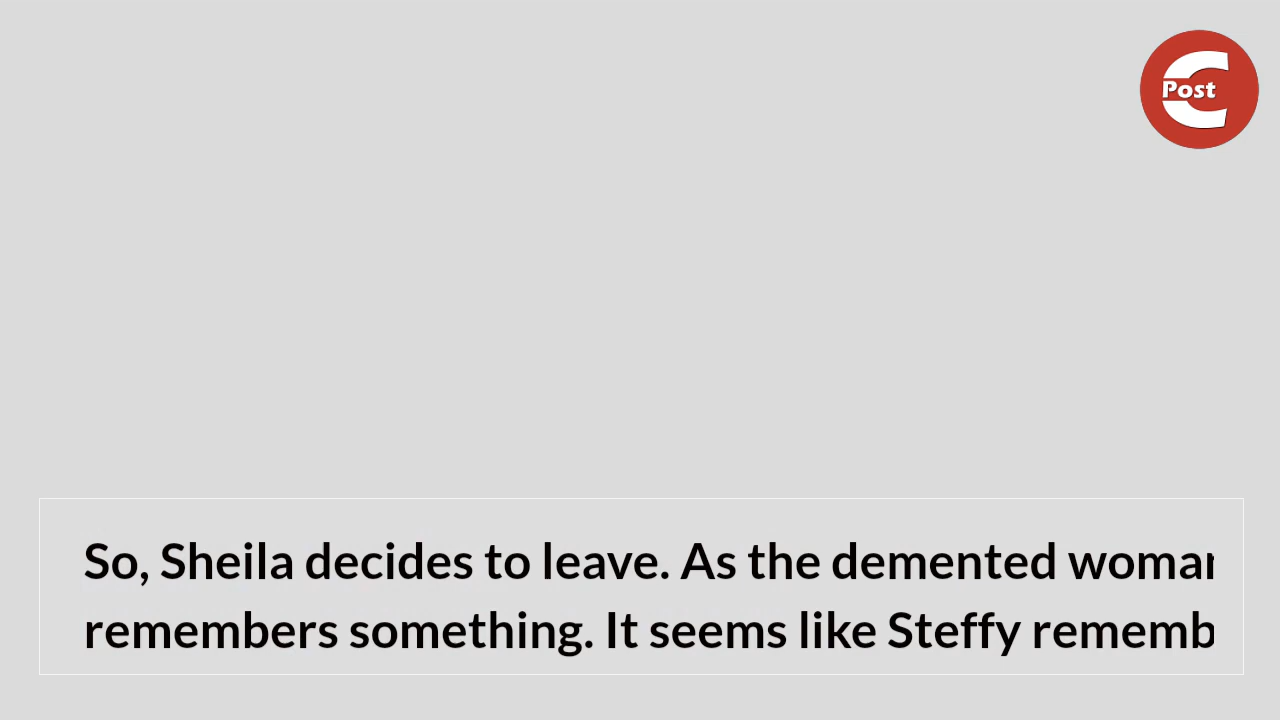 Post
So, Sheila decides to leave. As the demented
remembers something. It seems like Steffy